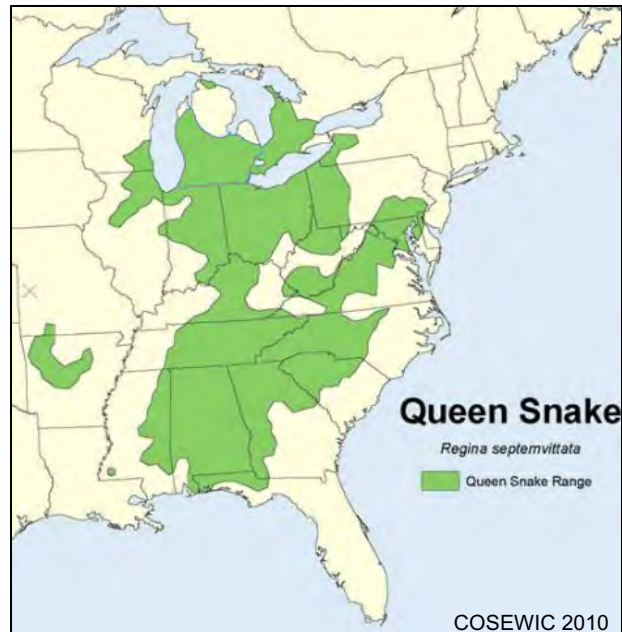 Queen Snake
Regina septemvittata
Queen Snake Range
COSEWIC 2010